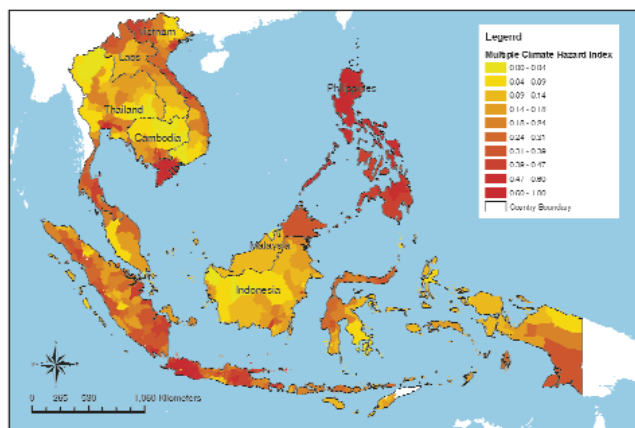 Vietnam
Laos
Thailand
Cambodia
Philippines
Malaysia
Indonesia
Legend
Multiple Climate Hazard Index
0.00 - 0.04
0.04 - 0.09
0.09 - 0.14
0.14 - 0.18
0.18 - 0.24
0.24 - 0.31
0.31 - 0.39
0.39 - 0.47
0.47 - 0.60
0.60 - 1.00
Country Boundary
0 265 530 1,060 Kilometers